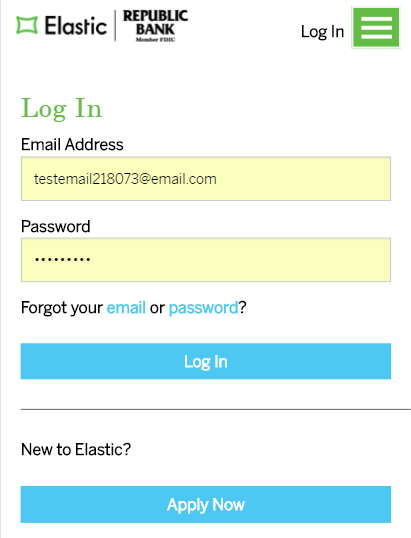 Elastic
REPUBLIC
BANK
Member FDIC
Log In
Log In
Email Address
testemail218073@email.com
Password
•••••••••
Forgot your email or password?
Log In
New to Elastic?
Apply Now